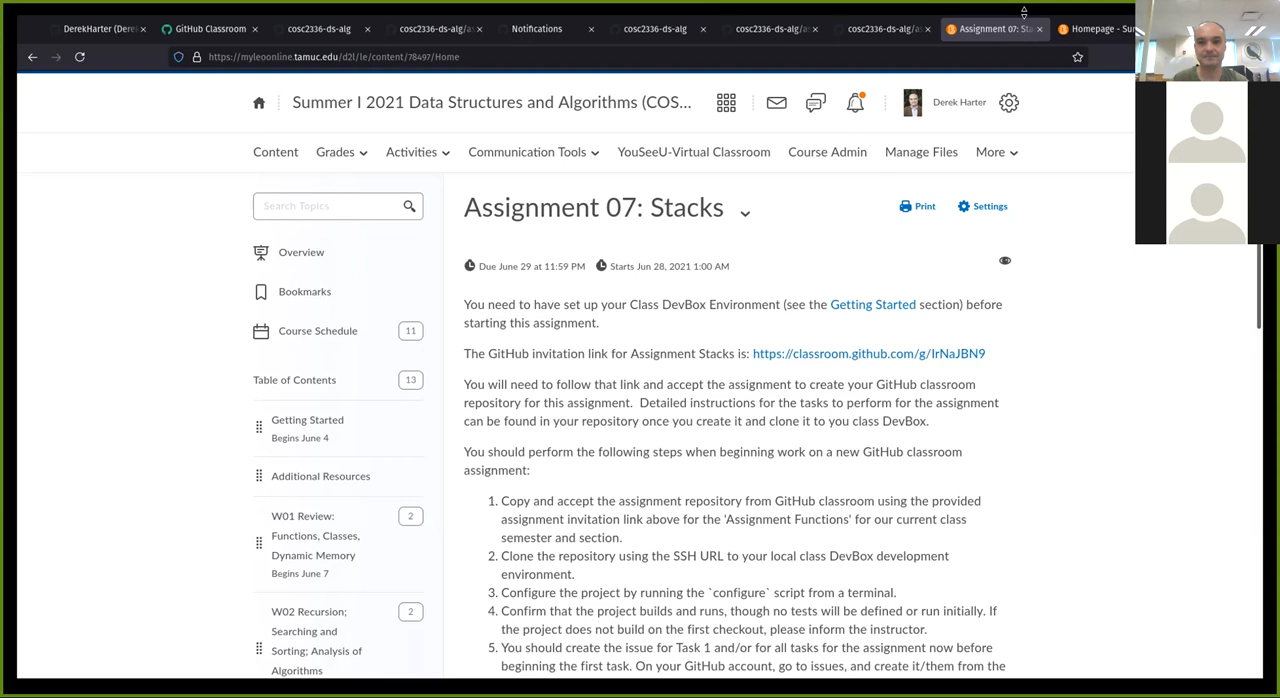 DerekHarter (Derek
GitHub Classroom
cosc2336-ds-alg
cosc2336-ds-alg/as
Notifications
cosc2336-ds-alg
cosc2336-ds-alg/as
cosc2336-ds-alg/as
Assignment 07: Sta
Homepage - Sum
https://myleoonline.tamuc.edu/d2l/le/content/78497/Home
Summer I 2021 Data Structures and Algorithms (COS...
Derek Harter
Content
Grades
Activities
Communication Tools
YouSeeU-Virtual Classroom
Course Admin
Manage Files
More
Search Topics
Overview
Bookmarks
Course Schedule
11
Table of Contents
13
Getting Started
Begins June 4
Additional Resources
W01 Review:
2
Functions, Classes,
Dynamic Memory
Begins June 7
W02 Recursion;
2
Searching and
Sorting; Analysis of
Algorithms
Assignment 07: Stacks
Print
Settings
Due June 29 at 11:59 PM
Starts Jun 28, 2021 1:00 AM
You need to have set up your Class DevBox Environment (see the Getting Started section) before
starting this assignment.
The GitHub invitation link for Assignment Stacks is: https://classroom.github.com/g/IrNaJBN9
You will need to follow that link and accept the assignment to create your GitHub classroom
repository for this assignment. Detailed instructions for the tasks to perform for the assignment
can be found in your repository once you create it and clone it to you class DevBox.
You should perform the following steps when beginning work on a new GitHub classroom
assignment:
1. Copy and accept the assignment repository from GitHub classroom using the provided
assignment invitation link above for the 'Assignment Functions' for our current class
semester and section.
2. Clone the repository using the SSH URL to your local class DevBox development
environment.
3. Configure the project by running the `configure` script from a terminal.
4. Confirm that the project builds and runs, though no tests will be defined or run initially. If
the project does not build on the first checkout, please inform the instructor.
5. You should create the issue for Task 1 and/or for all tasks for the assignment now before
beginning the first task. On your GitHub account, go to issues, and create it/them from the